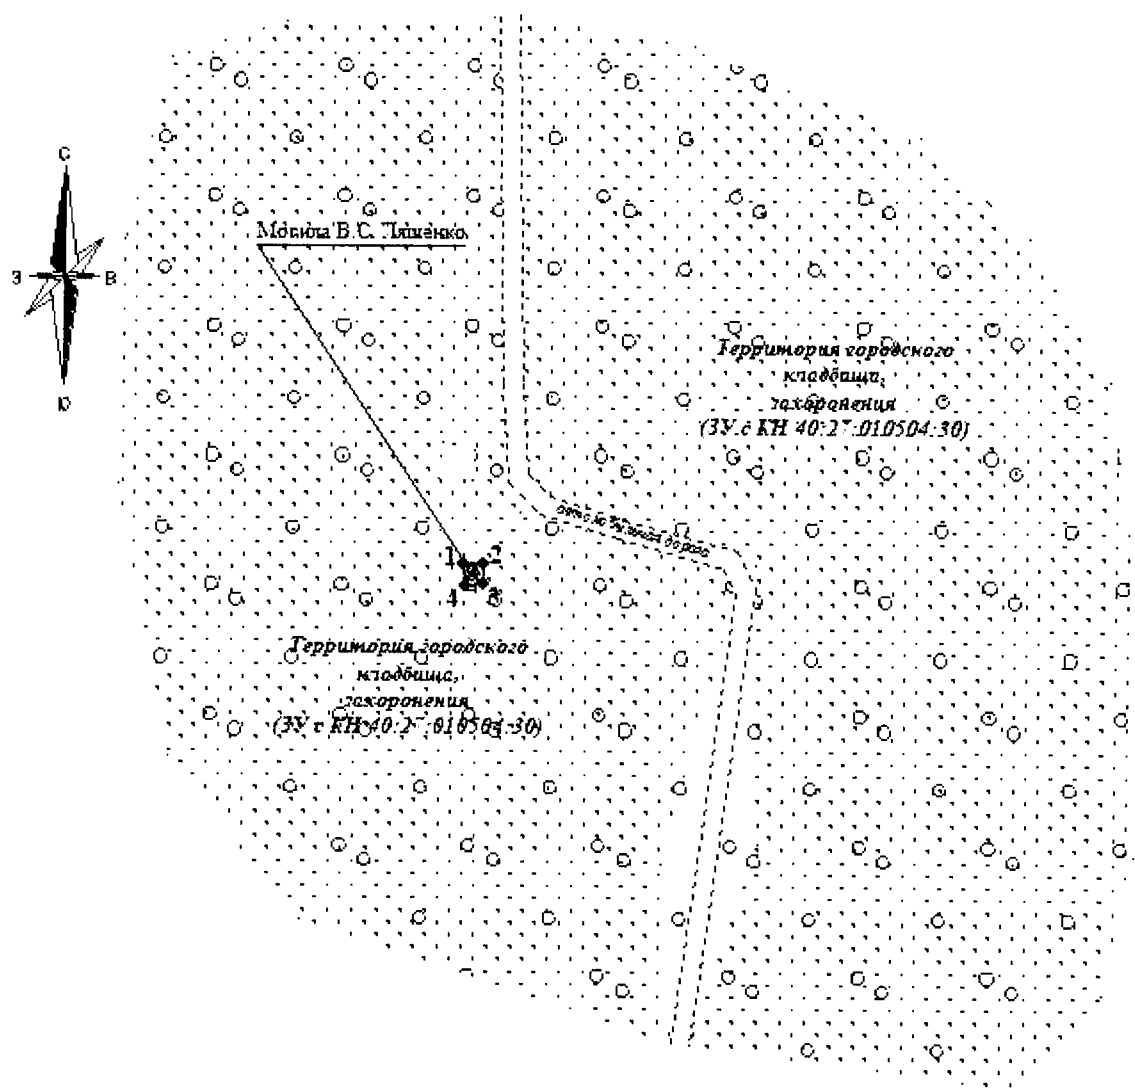 С
Могила В.С. Ляшенко
З В
Ю
Территория городского
кладбища,
захоронения
(ЗУ с КН 40:27:010504:30)
дорога
1 2
4 3
Территория городского
кладбища,
захоронения
(ЗУ с КН 40:27:010504:30)